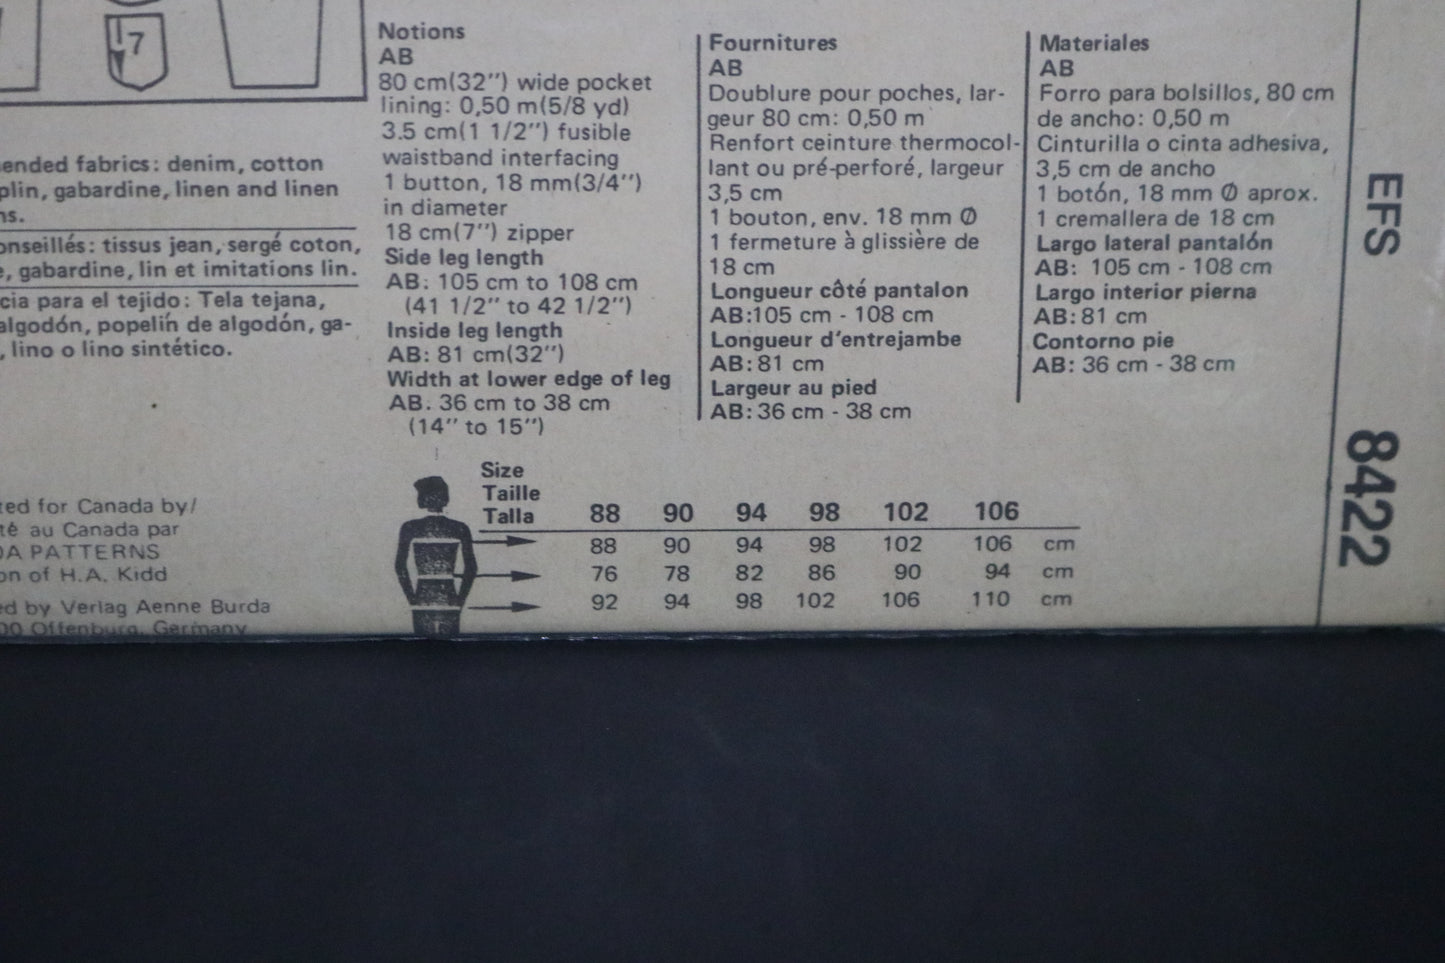 7
ended fabrics: denim, cotton
plin, gabardine, linen and linen
ns.
onseillés: tissus jean, sergé coton,
e, gabardine, lin et imitations lin.
cia para el tejido: Tela tejana,
algodón, popelín de algodón, ga-
, lino o lino sintético.
ted for Canada by/
té au Canada par
DA PATTERNS
on of H.A. Kidd
ed by Verlag Aenne Burda
00 Offenburg, Germany
Notions
AB
80 cm(32'') wide pocket
lining: 0,50 m(5/8 yd)
3.5 cm(1 1/2'') fusible
waistband interfacing
1 button, 18 mm(3/4'')
in diameter
18 cm(7'') zipper
Side leg length
AB: 105 cm to 108 cm
(41 1/2'' to 42 1/2'')
Inside leg length
AB: 81 cm(32'')
Width at lower edge of leg
AB. 36 cm to 38 cm
(14'' to 15'')
Fournitures
AB
Doublure pour poches, lar-
geur 80 cm: 0,50 m
Renfort ceinture thermocol-
lant ou pré-perforé, largeur
3,5 cm
1 bouton, env. 18 mm Ø
1 fermeture à glissière de
18 cm
Longueur côté pantalon
AB:105 cm - 108 cm
Longueur d'entrejambe
AB: 81 cm
Largeur au pied
AB: 36 cm - 38 cm
Materiales
AB
Forro para bolsillos, 80 cm
de ancho: 0,50 m
Cinturilla o cinta adhesiva,
3,5 cm de ancho
1 botón, 18 mm Ø aprox.
1 cremallera de 18 cm
Largo lateral pantalón
AB: 105 cm - 108 cm
Largo interior pierna
AB: 81 cm
Contorno pie
AB: 36 cm - 38 cm
Size
Taille
Talla 88 90 94 98 102 106
88 90 94 98 102 106 cm
76 78 82 86 90 94 cm
92 94 98 102 106 110 cm
EFS
8422